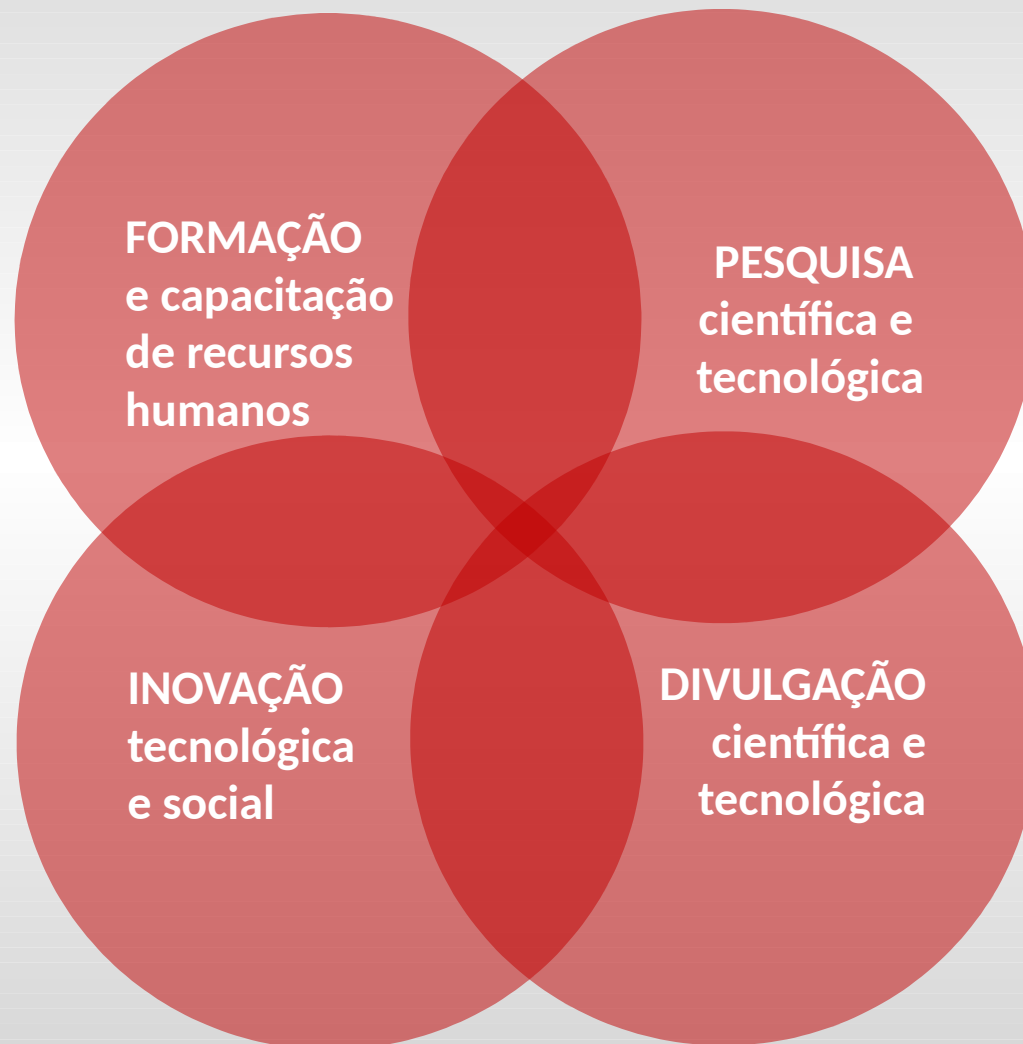 FORMAÇÃO
e capacitação
de recursos
humanos
PESQUISA
científica e
tecnológica
INOVAÇÃO
tecnológica
e social
DIVULGAÇÃO
científica e
tecnológica